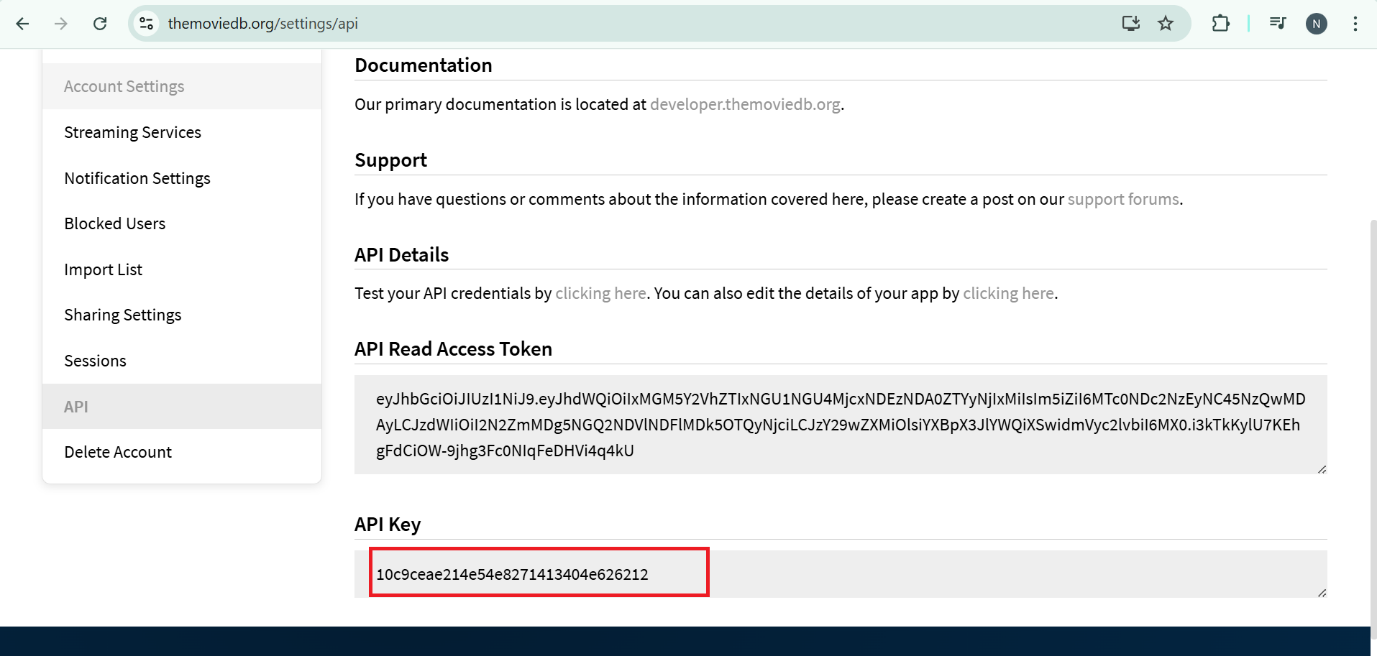 themoviedb.org/settings/api
N
Account Settings
Streaming Services
Notification Settings
Blocked Users
Import List
Sharing Settings
Sessions
API
Delete Account
Documentation
Our primary documentation is located at developer.themoviedb.org.
Support
If you have questions or comments about the information covered here, please create a post on our support forums.
API Details
Test your API credentials by clicking here. You can also edit the details of your app by clicking here.
API Read Access Token
eyJhbGciOiJIUzI1NiJ9.eyJhdWQiOiIxMGM5Y2VhZTIxNGU1NGU4MjcxNDEzNDA0ZTYyNjIxMiIsIm5iZiI6MTc0NDc2NzEyNC45NzQwMD
AyLCJzdWIiOiI2N2ZmMDg5NGQ2NDVlNDFlMDk5OTQyNjciLCJzY29wZXMiOlsiYXBpX3JlYWQiXSwidmVyc2lvbiI6MX0.i3kTkKylU7KEh
gFdCiOW-9jhg3Fc0NIqFeDHVi4q4kU
API Key
10c9ceae214e54e8271413404e626212